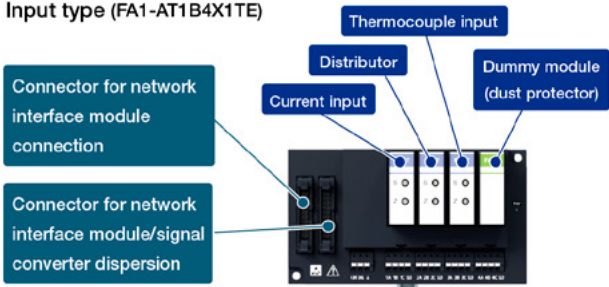 Input type (FA1-AT1B4X1TE)
Thermocouple input
Distributor
Current input
Dummy module
(dust protector)
Connector for network
interface module
connection
Connector for network
interface module/signal
converter dispersion